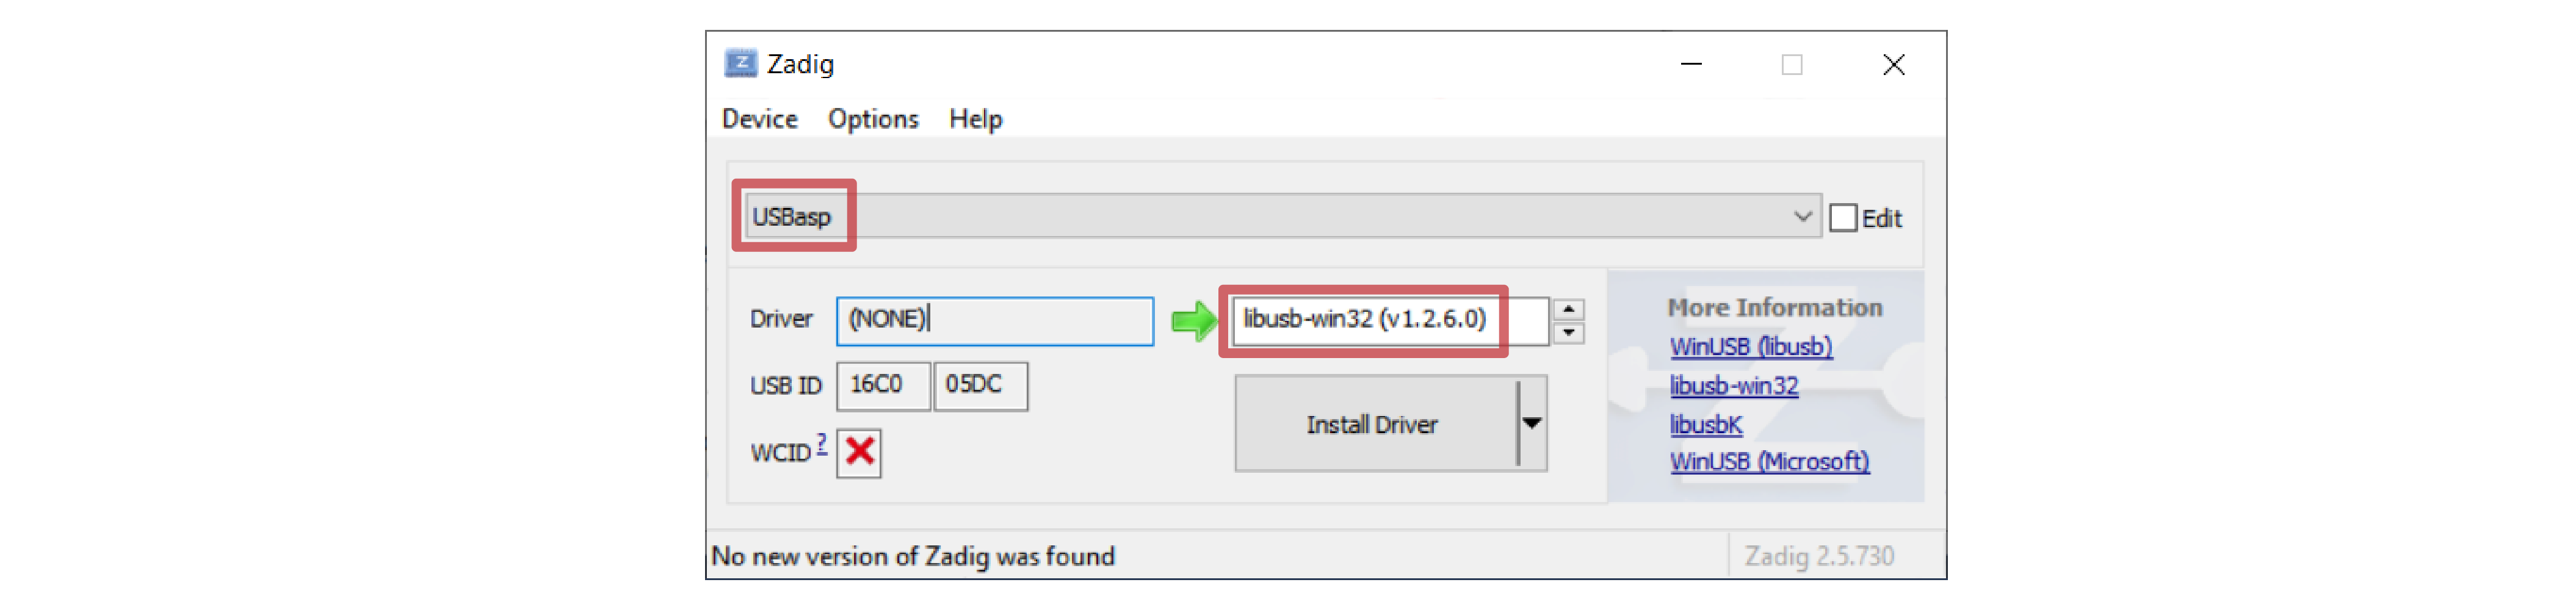 Zadig
Device Options Help
USBasp
Edit
Driver (NONE) libusb-win32 (v1.2.6.0)
USB ID 16C0 05DC
WCID ?
Install Driver
More Information
WinUSB (libusb)
libusb-win32
libusbK
WinUSB (Microsoft)
No new version of Zadig was found
Zadig 2.5.730